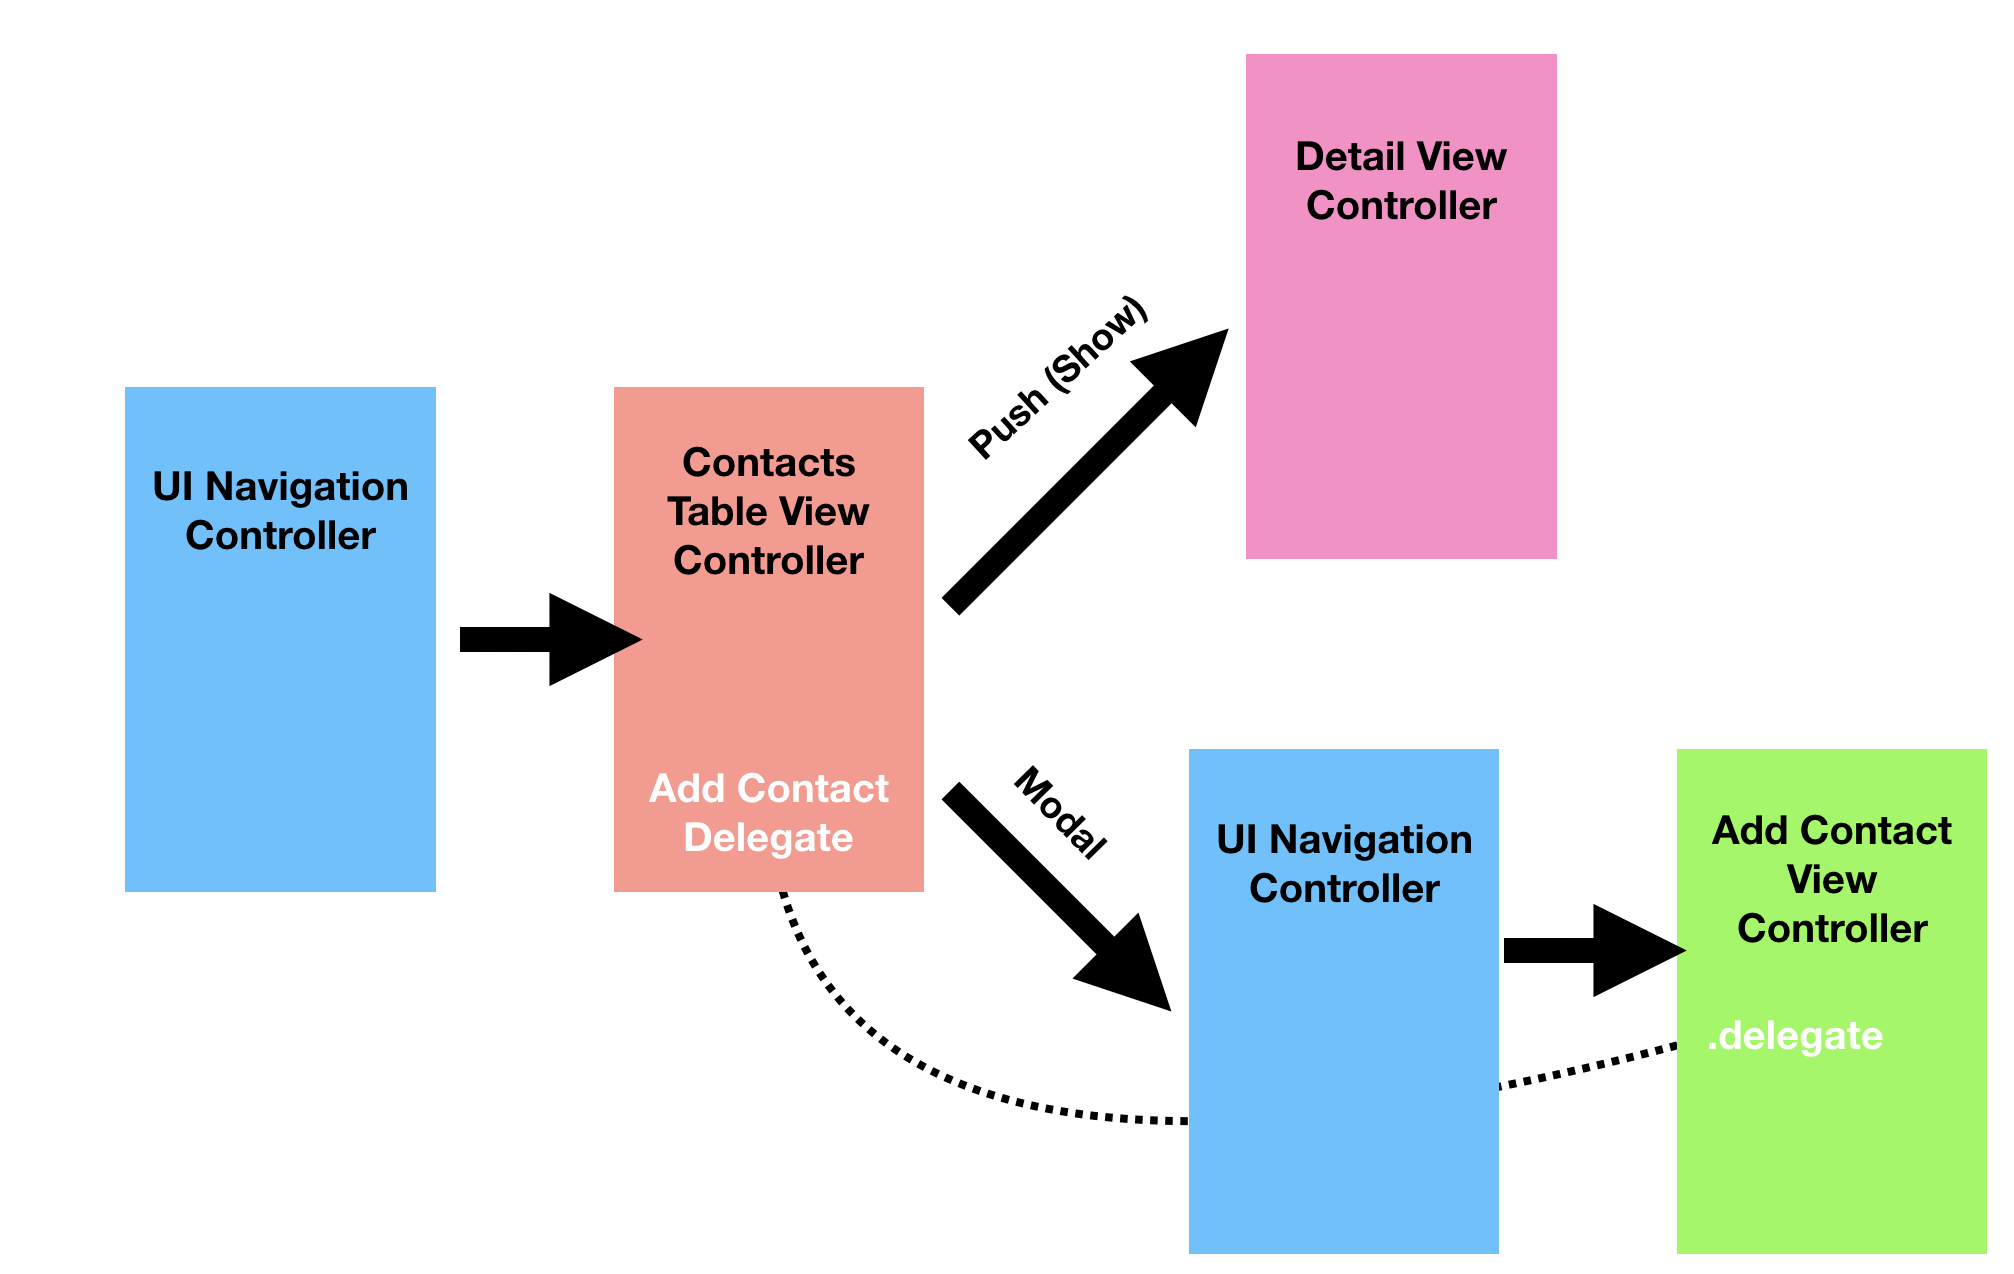 Detail View
Controller
Push (Show)
UI Navigation
Controller
Contacts
Table View
Controller
Add Contact
Delegate
Modal
UI Navigation
Controller
Add Contact
View
Controller
.delegate